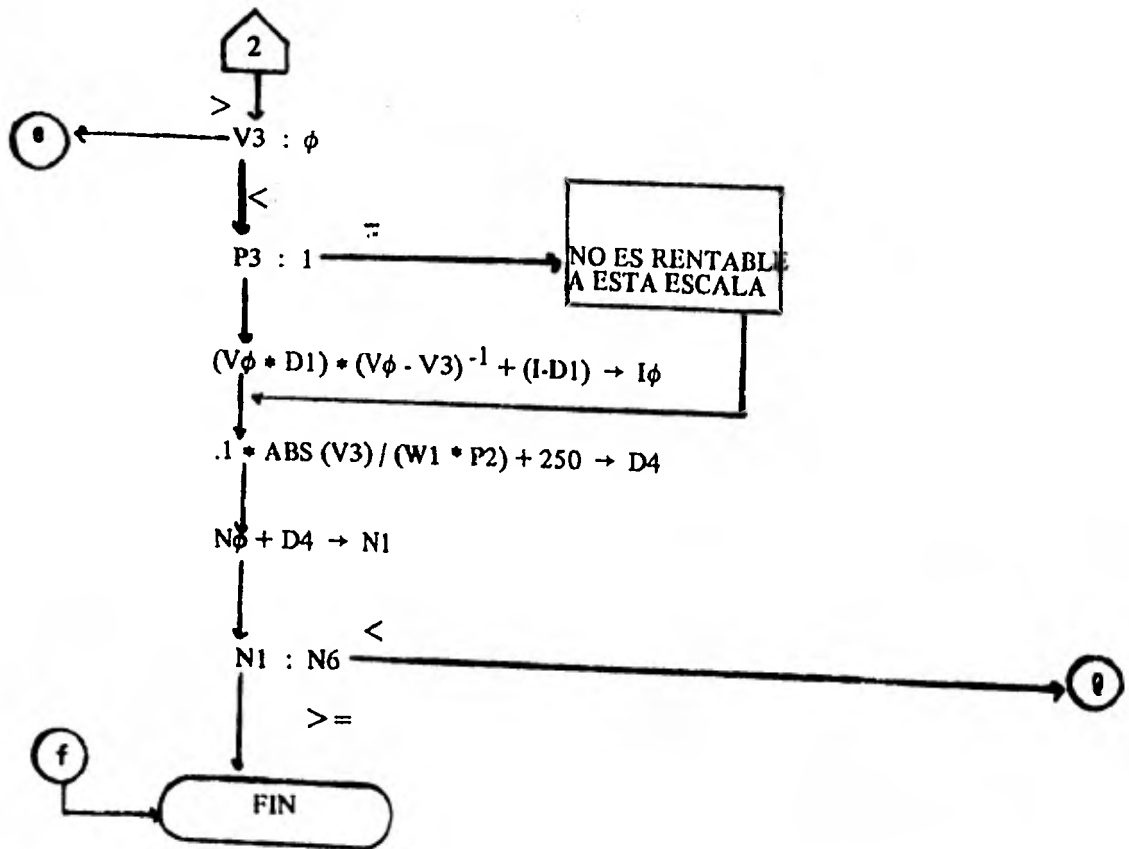 2
>
V3 : ϕ
<
P3 : 1
=
NO ES RENTABLE
A ESTA ESCALA
(Vϕ * D1) * (Vϕ - V3)⁻¹ + (I-D1) → Iϕ
.1 * ABS (V3) / (W1 * P2) + 250 → D4
Nϕ + D4 → N1
<
N1 : N6
>=
f
FIN